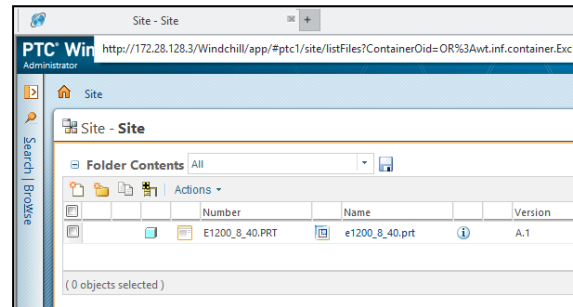 Site - Site
PTC® Win http://172.28.128.3/Windchill/app/#ptc1/site/listFiles?ContainerOid=OR%3Awt.inf.container.Exc
Administrator
Site
Site - Site
Search | Browse
Folder Contents All
Actions
Number Name Version
E1200_8_40.PRT e1200_8_40.prt A.1
( 0 objects selected )